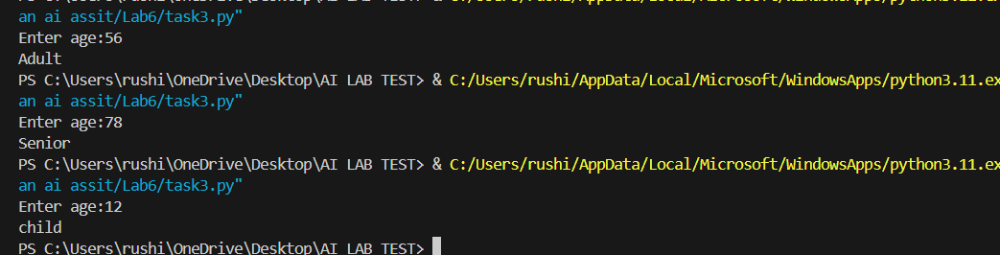 an ai assit/Lab6/task3.py"
Enter age:56
Adult
PS C:\Users\rushi\OneDrive\Desktop\AI LAB TEST> & C:/Users/rushi/AppData/Local/Microsoft/WindowsApps/python3.11.ex
an ai assit/Lab6/task3.py"
Enter age:78
Senior
PS C:\Users\rushi\OneDrive\Desktop\AI LAB TEST> & C:/Users/rushi/AppData/Local/Microsoft/WindowsApps/python3.11.ex
an ai assit/Lab6/task3.py"
Enter age:12
child
PS C:\Users\rushi\OneDrive\Desktop\AI LAB TEST>